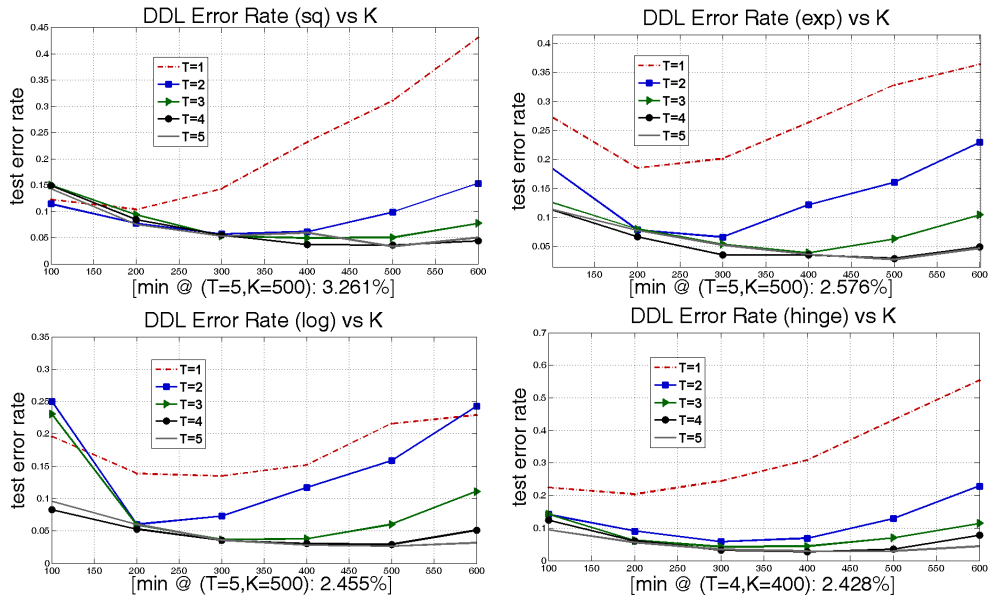 DDL Error Rate (sq) vs K
0.45
0.4
0.35
0.3
0.25
0.2
0.15
0.1
0.05
0
test error rate
T=1
T=2
T=3
T=4
T=5
100 150 200 250 300 350 400 450 500 550 600
[min @ (T=5,K=500): 3.261%]
DDL Error Rate (exp) vs K
0.4
0.35
0.3
0.25
0.2
0.15
0.1
0.05
test error rate
T=1
T=2
T=3
T=4
T=5
150 200 250 300 350 400 450 500 550 600
[min @ (T=5,K=500): 2.576%]
DDL Error Rate (log) vs K
0.35
0.3
0.25
0.2
0.15
0.1
0.05
0
test error rate
T=1
T=2
T=3
T=4
T=5
100 150 200 250 300 350 400 450 500 550 600
[min @ (T=5,K=500): 2.455%]
DDL Error Rate (hinge) vs K
0.7
0.6
0.5
0.4
0.3
0.2
0.1
0
test error rate
T=1
T=2
T=3
T=4
T=5
100 150 200 250 300 350 400 450 500 550 600
[min @ (T=4,K=400): 2.428%]